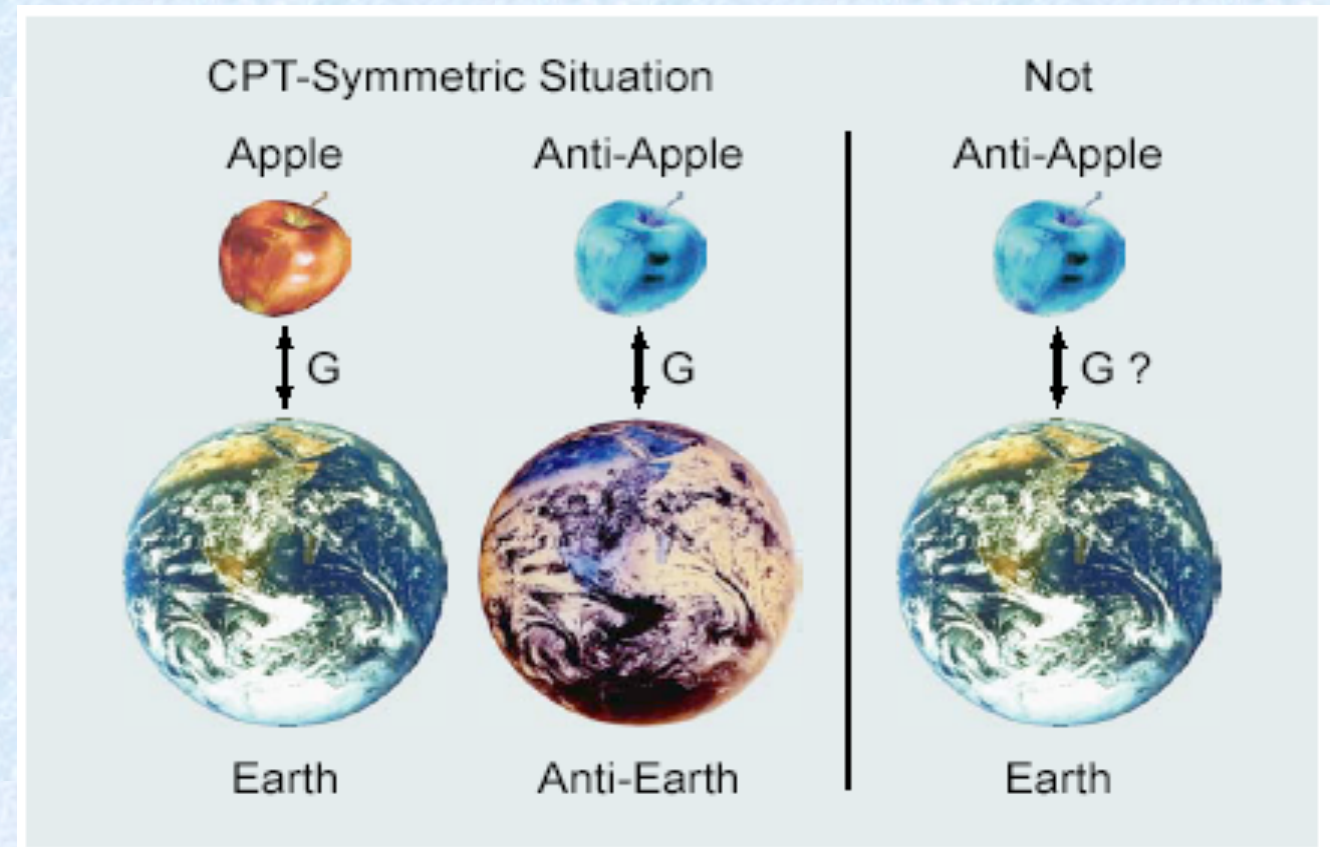 CPT-Symmetric Situation
Not
Apple
Anti-Apple
Anti-Apple
G
G
G ?
Earth
Anti-Earth
Earth